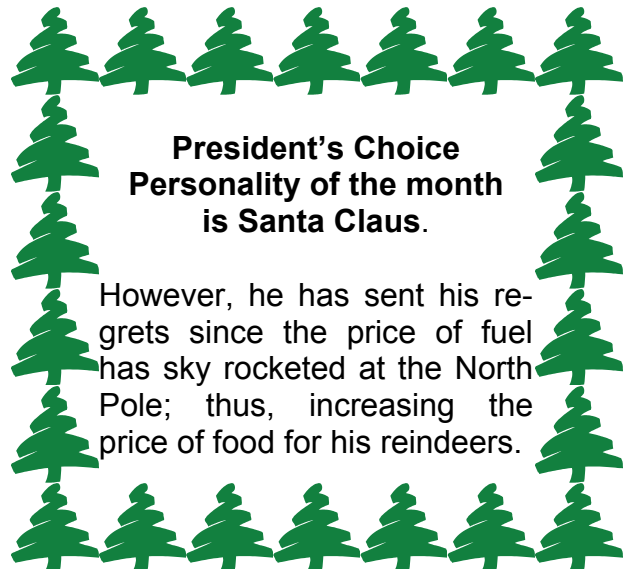 President’s Choice
Personality of the month
is Santa Claus.
However, he has sent his re-
grets since the price of fuel
has sky rocketed at the North
Pole; thus, increasing the
price of food for his reindeers.